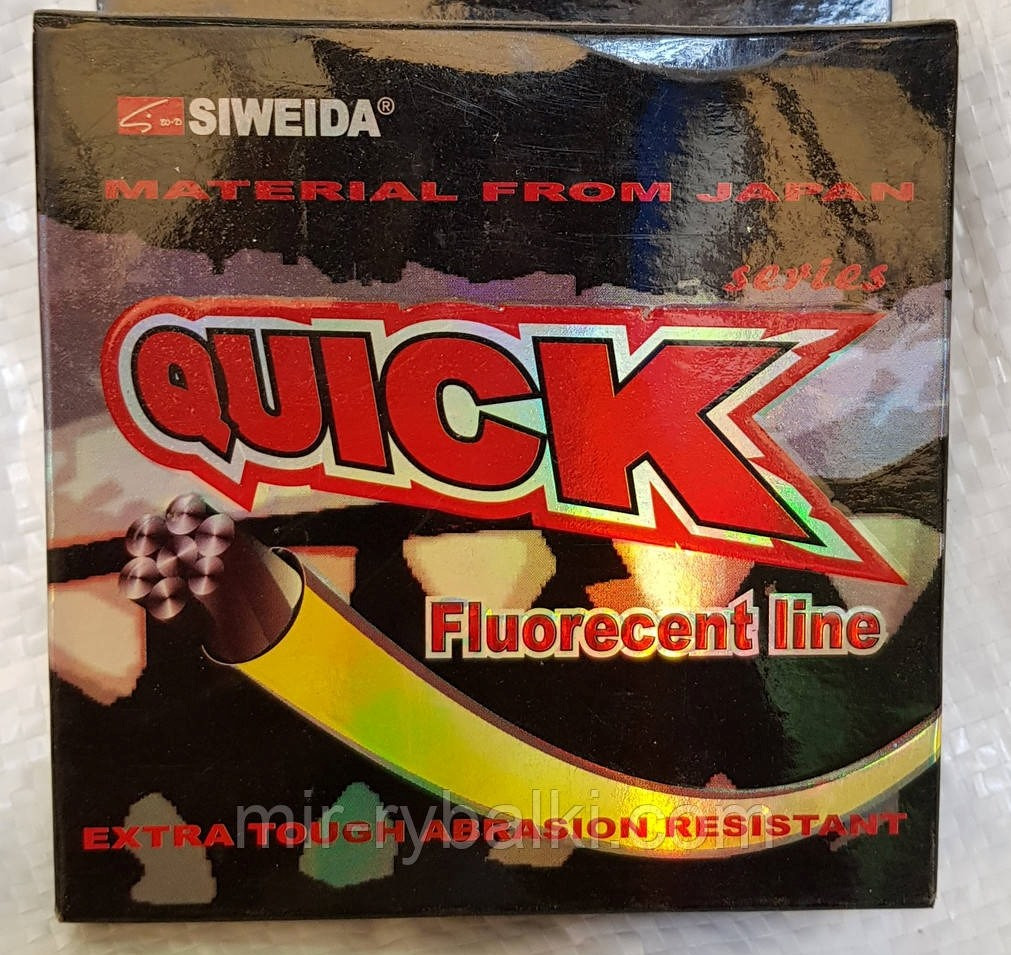 SIWEIDA®
MATERIAL FROM JAPAN
series
QUICK
Fluorecent line
mir-rybalki.com
EXTRA TOUGH ABRASION RESISTANT